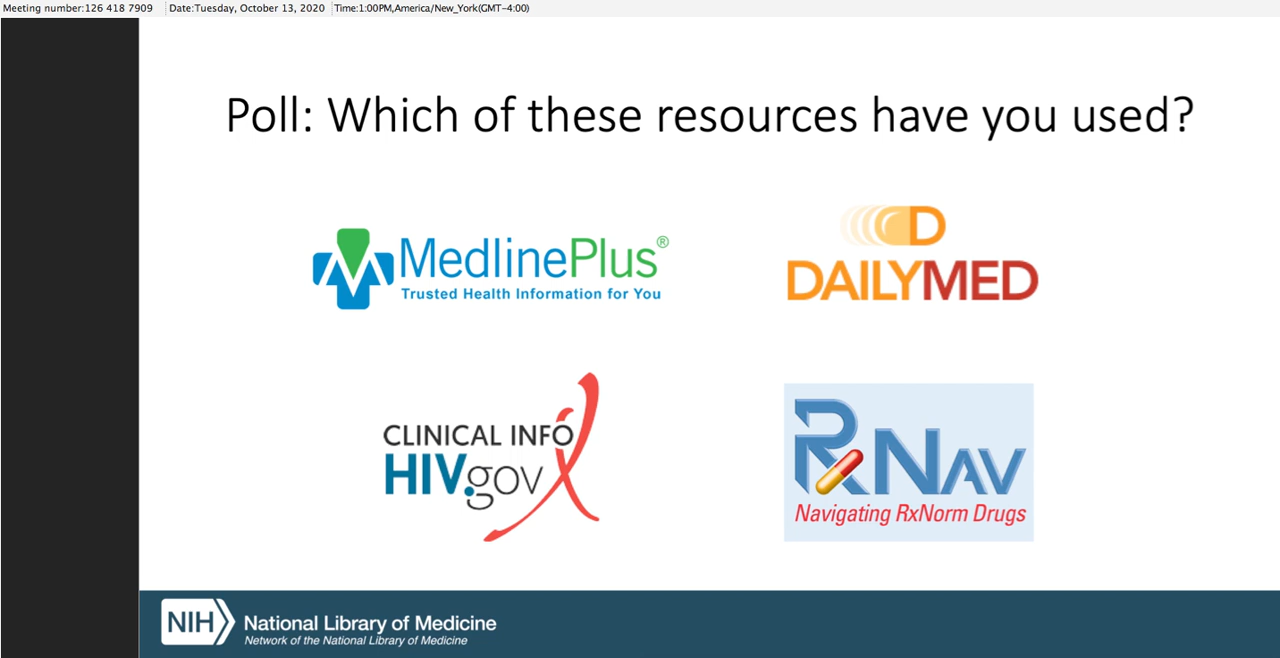 Meeting number:126 418 7909 Date:Tuesday, October 13, 2020 Time:1:00PM,America/New_York(GMT-4:00)
Poll: Which of these resources have you used?
MedlinePlus®
Trusted Health Information for You
D
DAILYMED
CLINICAL INFO
HIV.gov
RxNav
Navigating RxNorm Drugs
NIH National Library of Medicine
Network of the National Library of Medicine